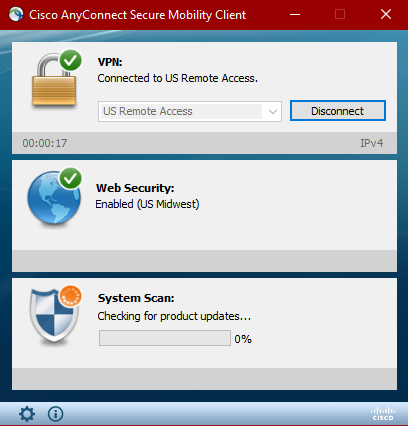 Cisco AnyConnect Secure Mobility Client
VPN:
Connected to US Remote Access.
US Remote Access
Disconnect
00:00:17
IPv4
Web Security:
Enabled (US Midwest)
System Scan:
Checking for product updates...
0%
CISCO